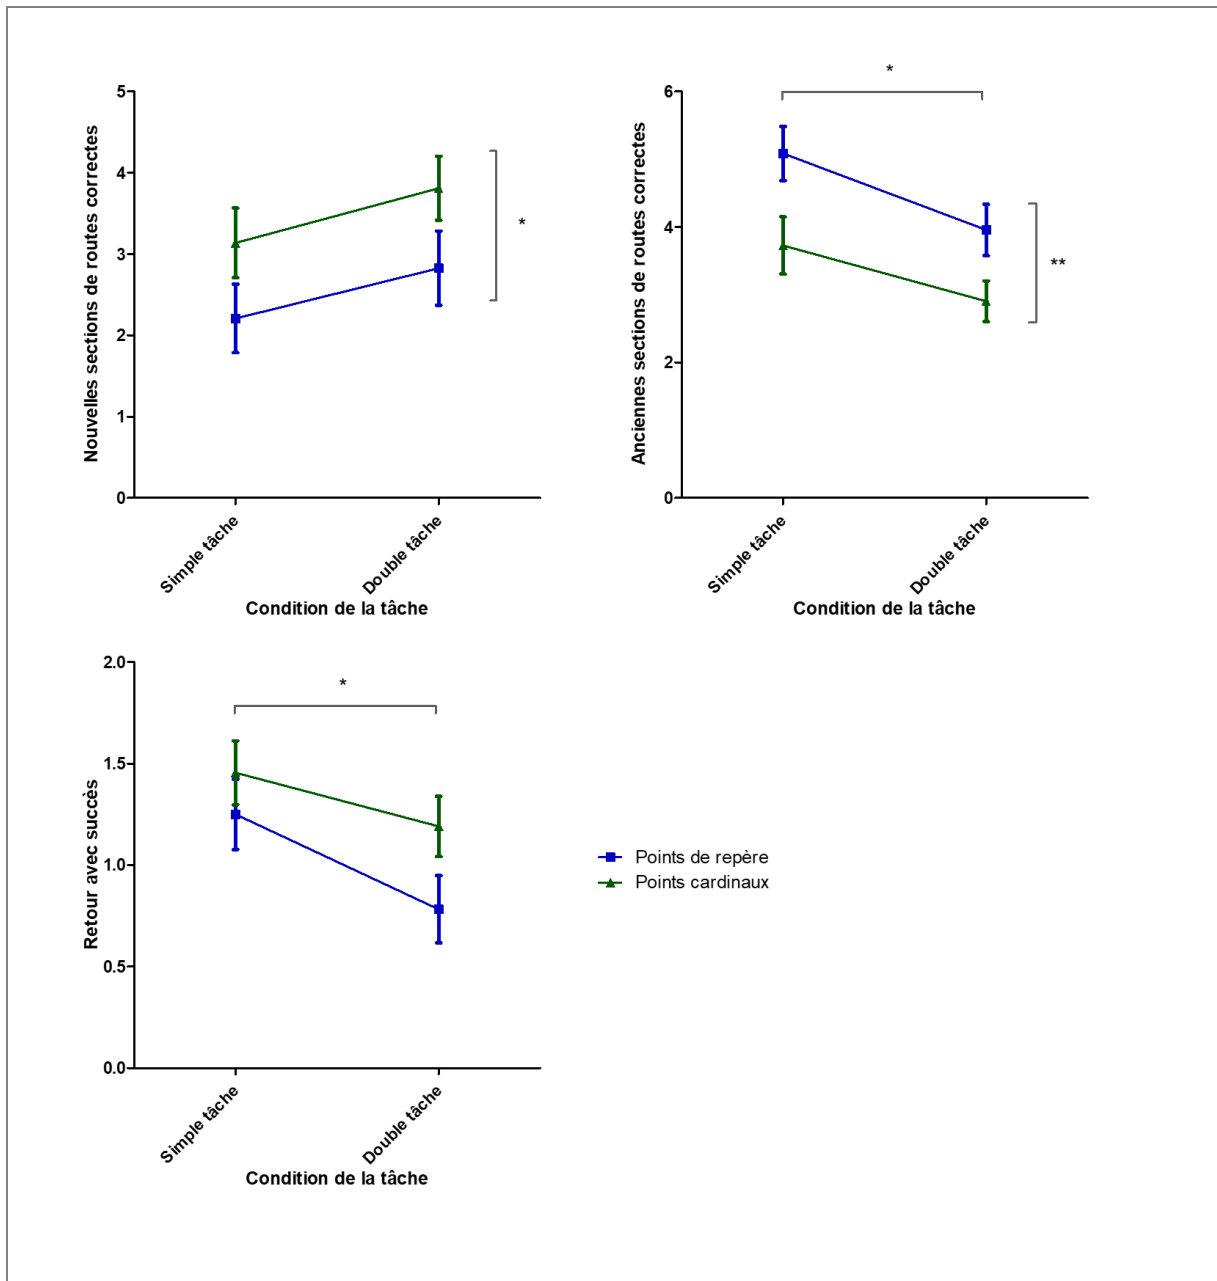 Nouvelles sections de routes correctes
5
4
3
2
1
0
*
Simple tâche
Double tâche
Condition de la tâche
Anciennes sections de routes correctes
6
4
2
0
*
**
Simple tâche
Double tâche
Condition de la tâche
Retour avec succès
2.0
1.5
1.0
0.5
0.0
*
Simple tâche
Double tâche
Condition de la tâche
Points de repère
Points cardinaux